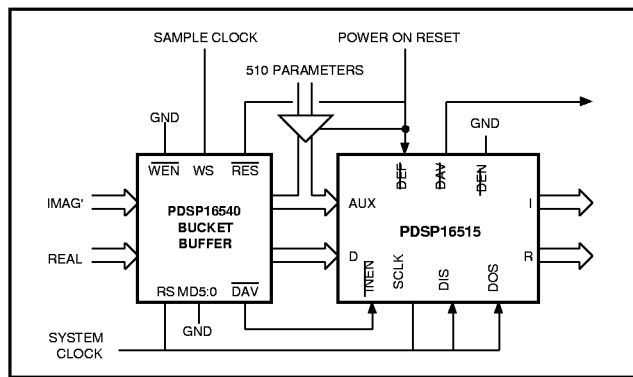 SAMPLE CLOCK
POWER ON RESET
510 PARAMETERS
GND
GND
WEN
WS
RES
DEF
DAV
DEN
IMAG'
REAL
PDSP16540
BUCKET
BUFFER
AUX
D
PDSP16515
I
R
RS MD5:0
DAV
INEN
SCLK
DIS
DOS
GND
SYSTEM
CLOCK